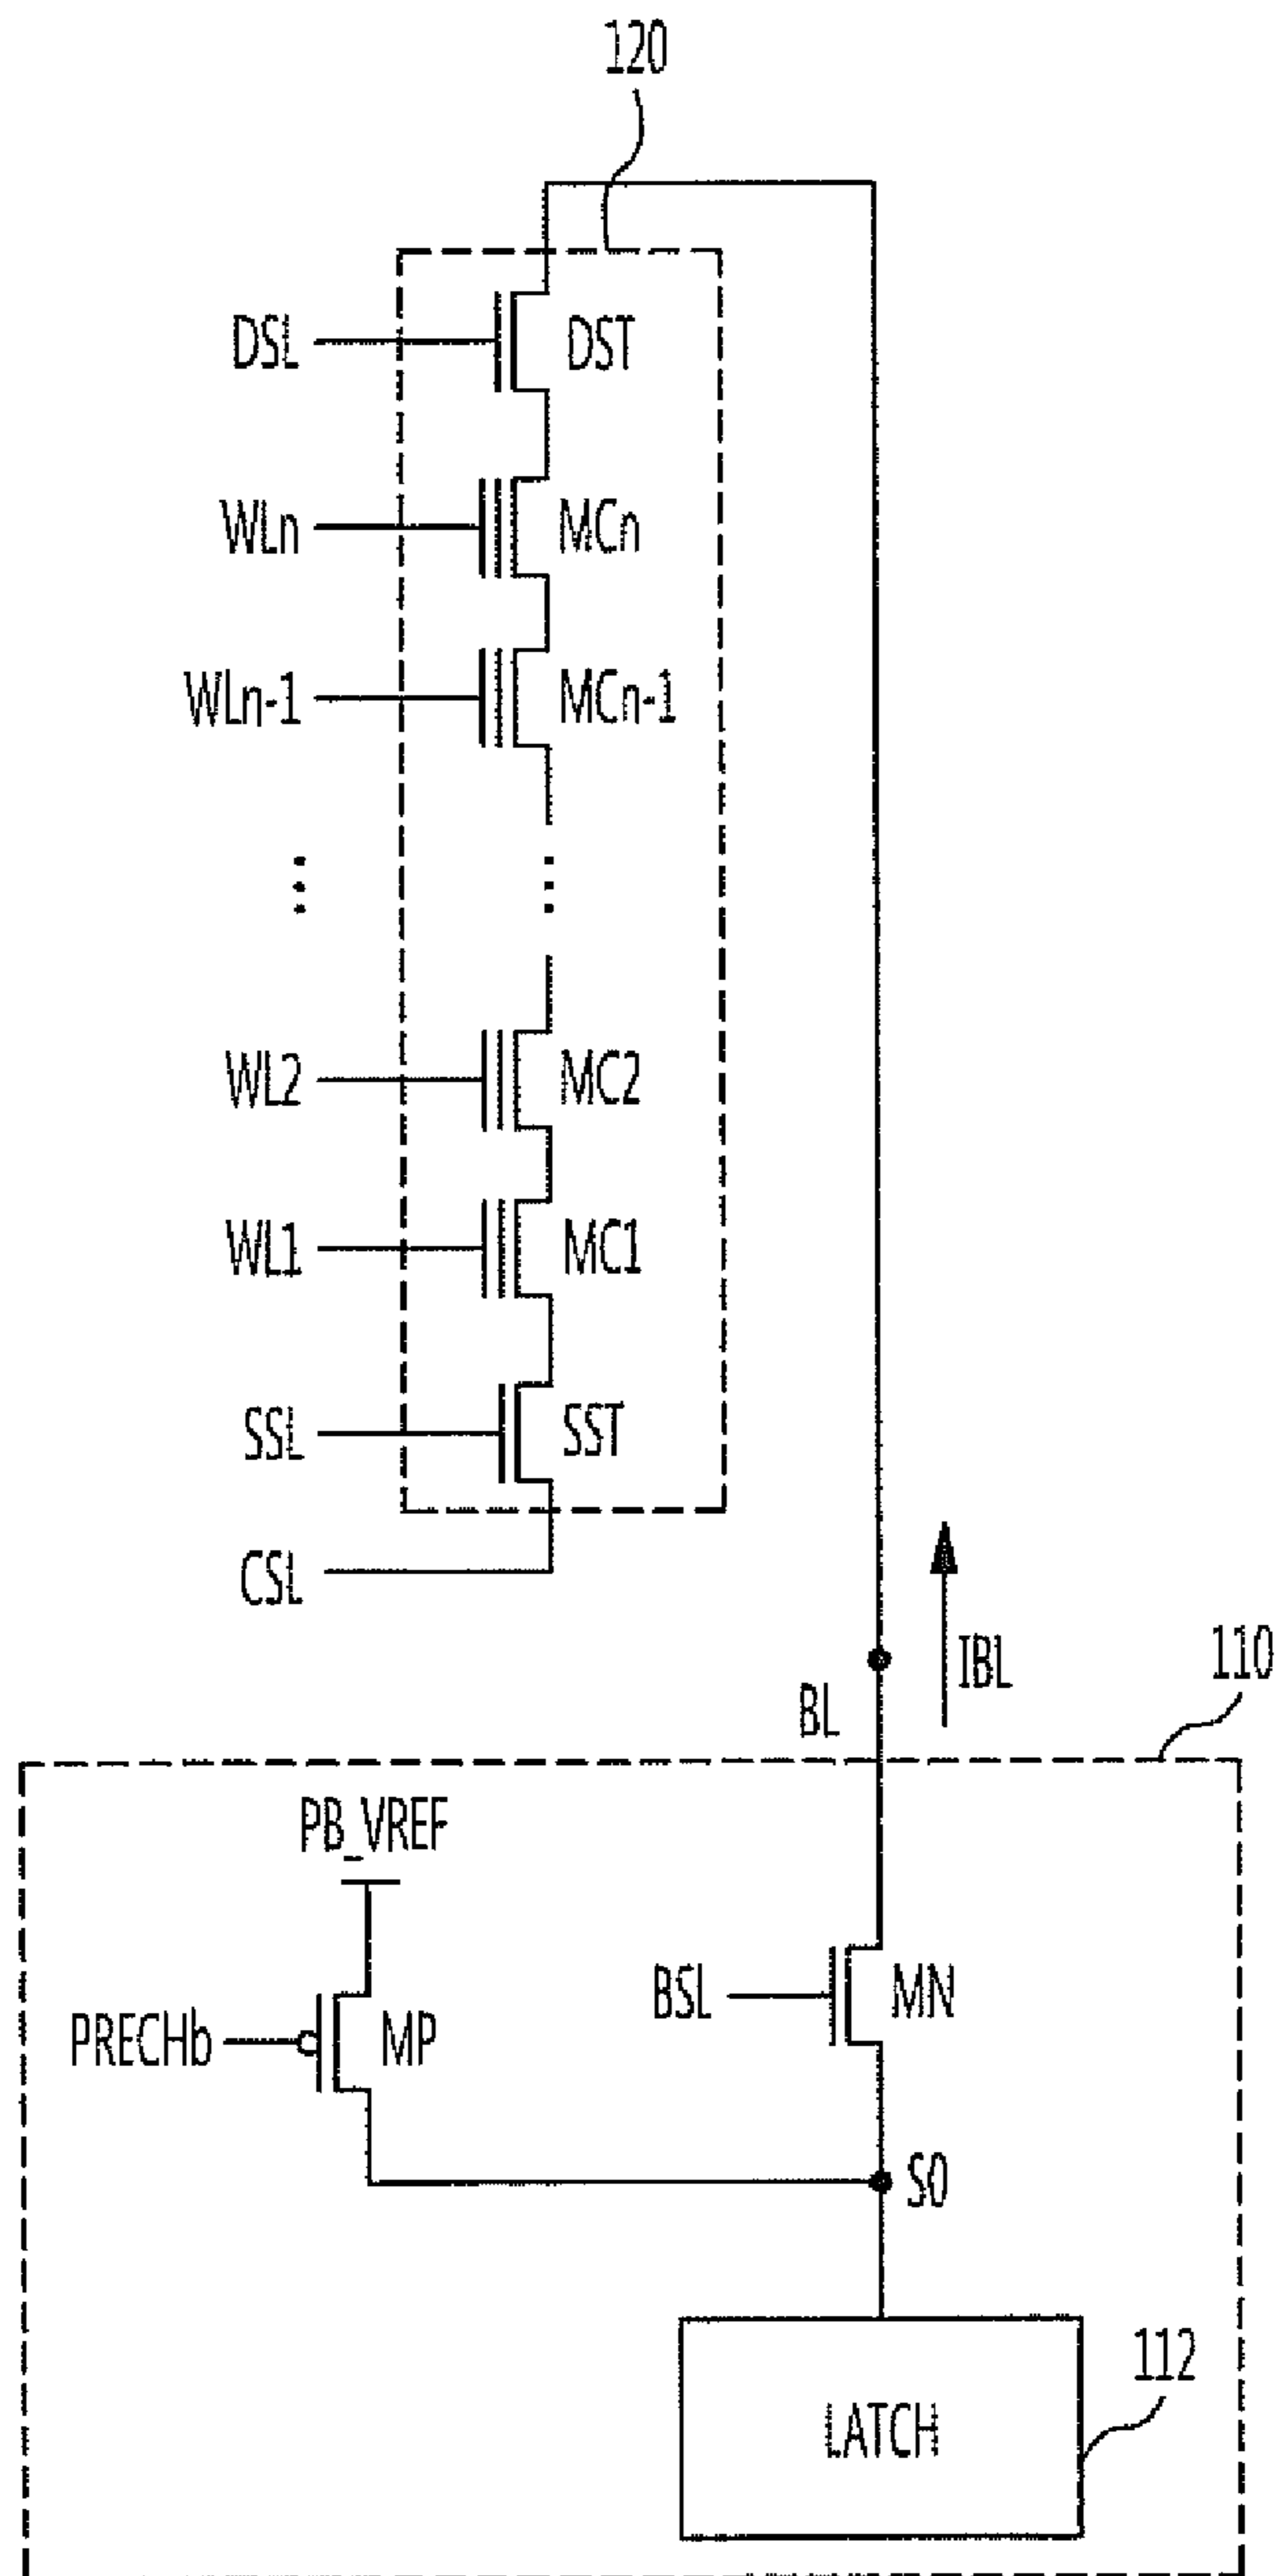 120
DSL
DST
WLn
MCn
WLn-1
MCn-1
...
...
WL2
MC2
WL1
MC1
SSL
SST
CSL
IBL
110
BL
PB_VREF
BSL
MN
PRECHb
MP
SO
112
LATCH